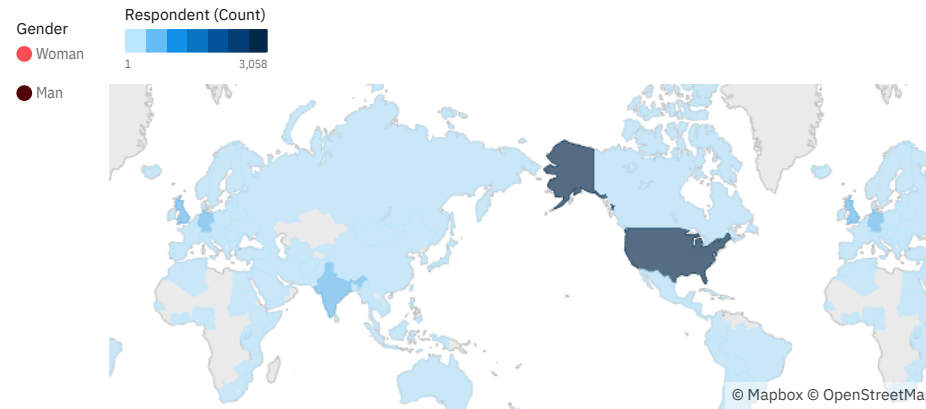 Gender
Woman
Man
Respondent (Count)
1
3,058
© Mapbox © OpenStreetMa